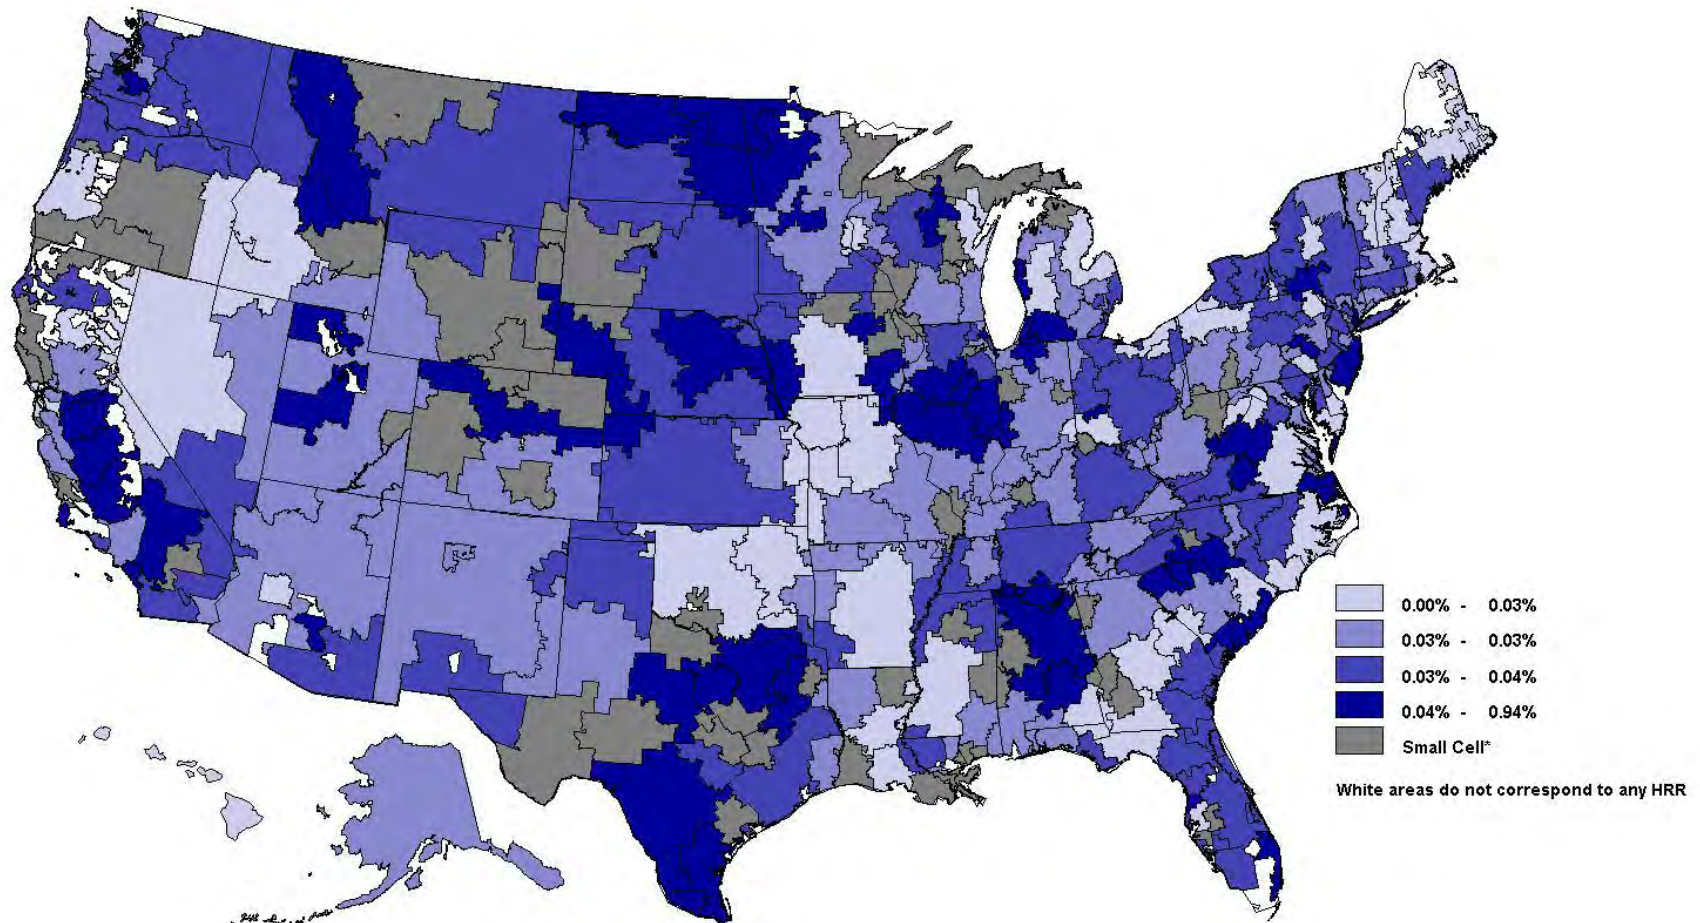 0.00% - 0.03%
0.03% - 0.03%
0.03% - 0.04%
0.04% - 0.94%
Small Cell*
White areas do not correspond to any HRR